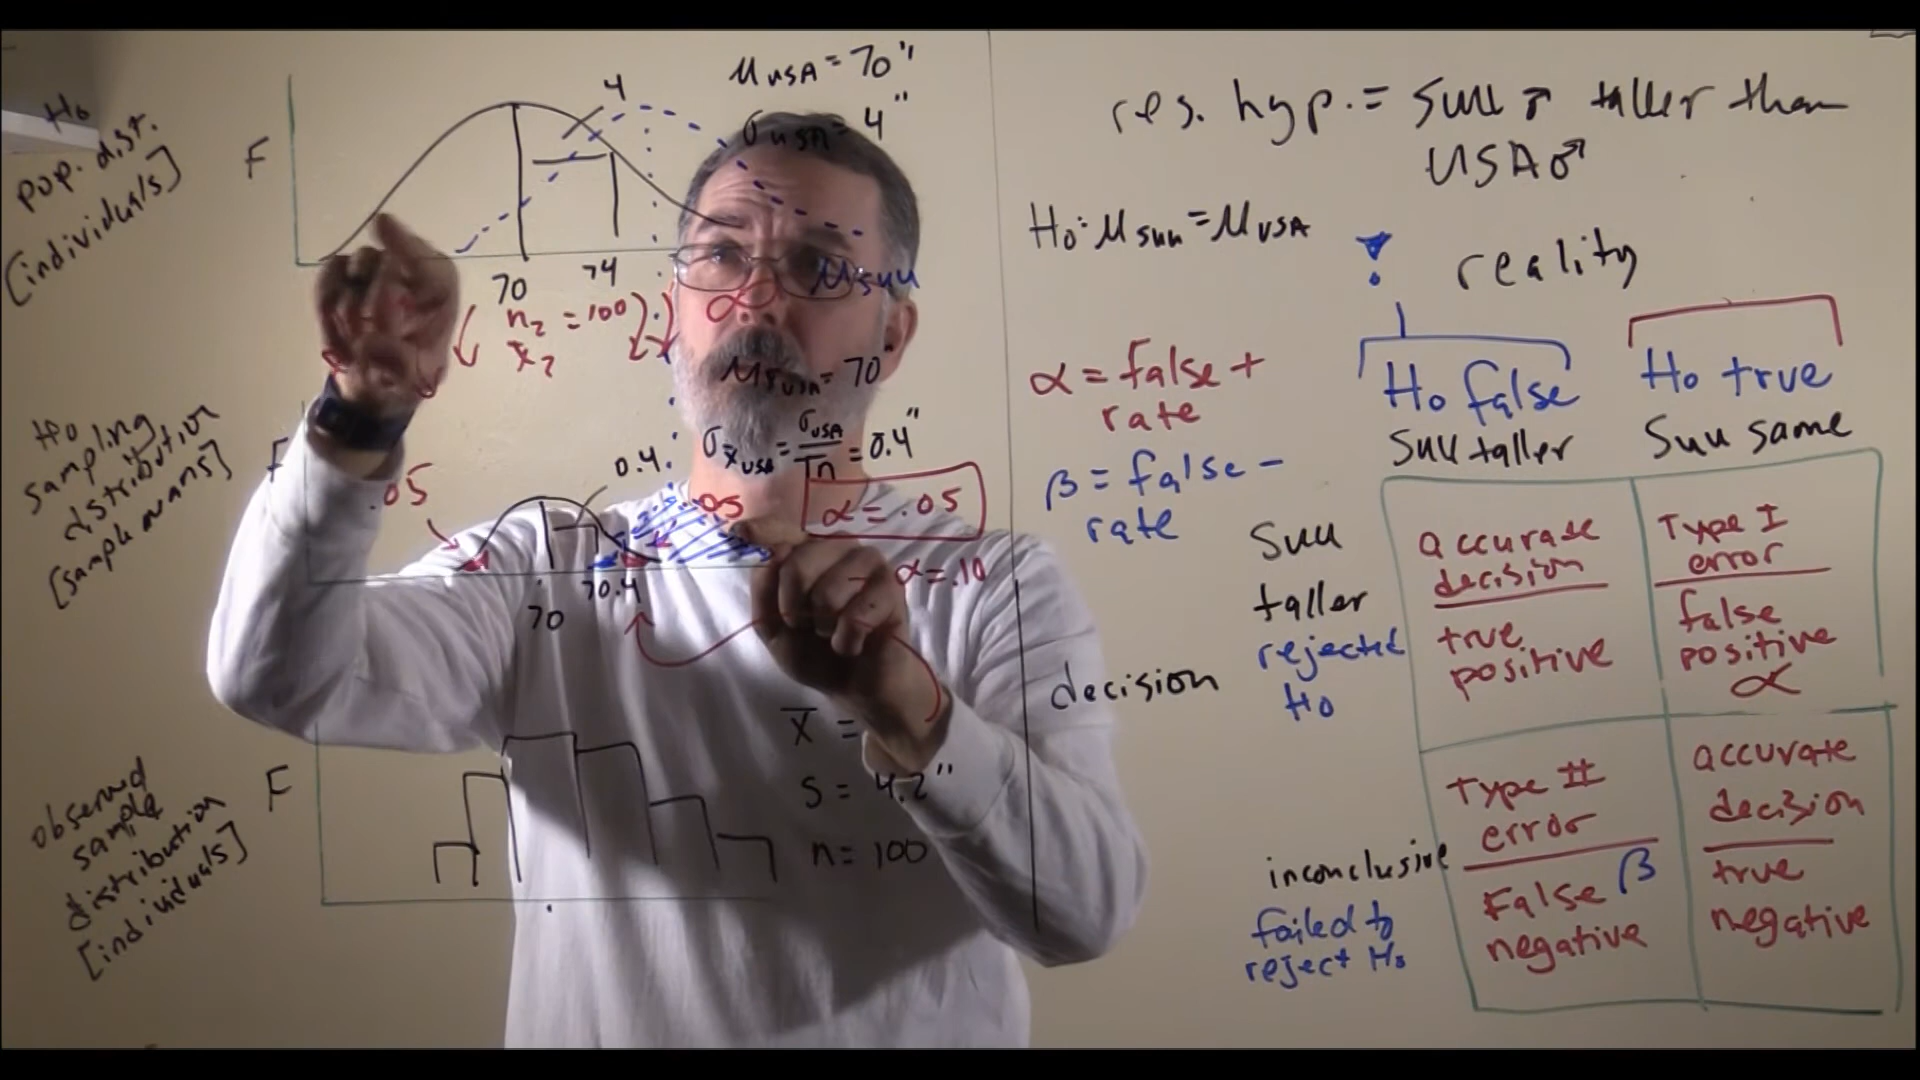 H₀
pop. dist.
[individuals]
F
4
μUSA = 70"
σUSA = 4"
70
74
n₂ = 100
x̄₂
α
μSUU
H₀
sampling
distribution
[sample means]
F
μSUSA = 70"
σx̄USA = σUSA/√n = 0.4"
0.4
.05
.05
α = .05
α = .10
70
70.4
observed
sample
distribution
[individuals]
F
x̄ =
s = 4.2"
n = 100
res. hyp. = SUU ♂ taller than
USA ♂
H₀: μSUU = μUSA
reality
α = false +
rate
β = false -
rate
H₀ false
SUU taller
H₀ true
SUU same
decision
SUU
taller
rejected
H₀
accurate
decision
true
positive
Type I
error
false
positive
α
inconclusive
failed to
reject H₀
Type II
error
False β
negative
accurate
decision
true
negative